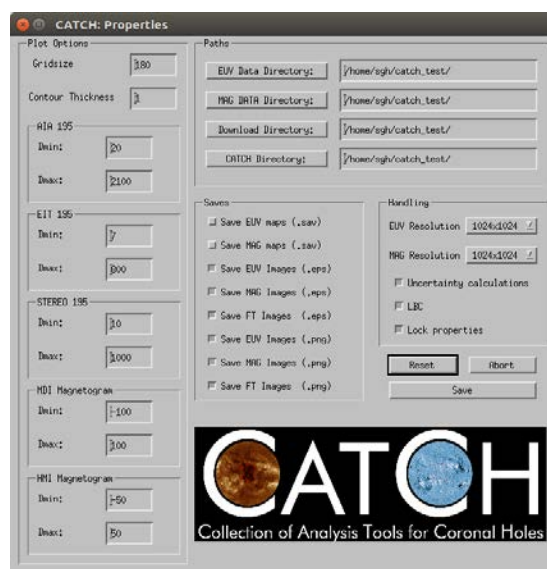 CATCH: Properties
Plot Options
Gridsize 180
Contour Thickness
AIA 195
Dmin: 20
Dmax: 2100
EIT 195
Dmin: 7
Dmax:
STEREO 195
Dmin: 10
Dmax: 1000
MDI Magnetogram
Dmin: -100
Dmax: 100
HMI Magnetogram
Dmin: -50
Dmax: 50
Paths
EUV Data Directory: /home/sgh/catch_test/
MAG DATA Directory: /home/sgh/catch_test/
Download Directory: /home/sgh/catch_test/
CATCH Directory: /home/sgh/catch_test/
Saves
Save EUV maps (.sav)
Save MAG maps (.sav)
Save EUV Images (.eps)
Save MAG Images (.eps)
Save FT Images (.eps)
Save EUV Images (.png)
Save MAG Images (.png)
Save FT Images (.png)
Handling
EUV Resolution 1024x1024
MAG Resolution 1024x1024
Uncertainty calculations
LBC
Lock properties
Reset Abort
Save
CATCH
Collection of Analysis Tools for Coronal Holes